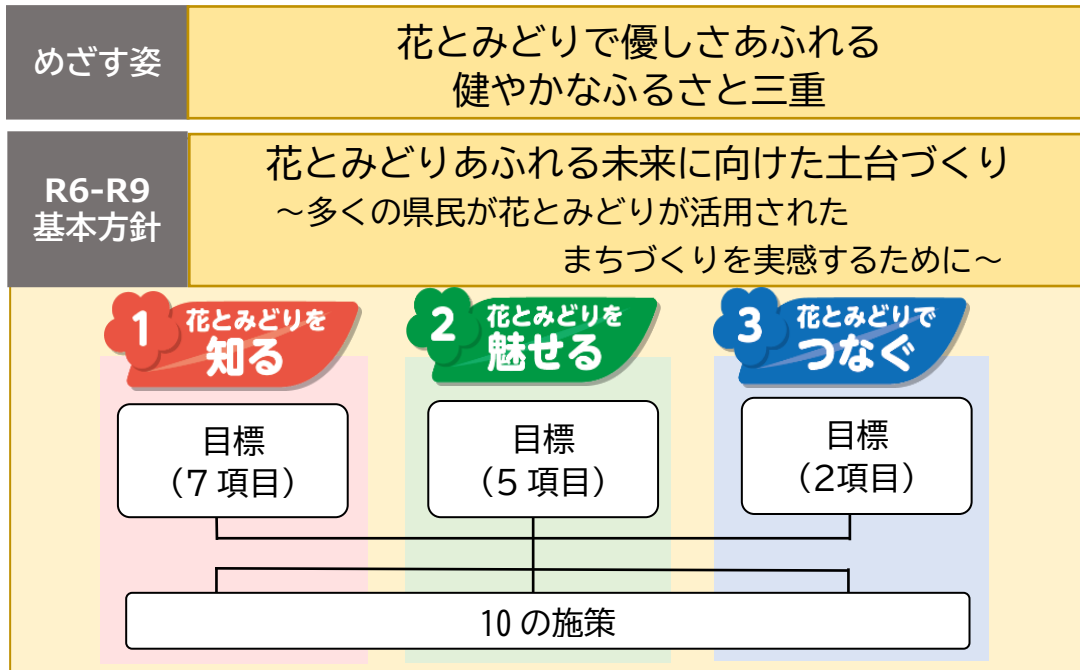 めざす姿
花とみどりで優しさあふれる
健やかなふるさと三重
R6-R9
基本方針
花とみどりあふれる未来に向けた土台づくり
～多くの県民が花とみどりが活用された
まちづくりを実感するために～
1 花とみどりを
知る
2 花とみどりを
魅せる
3 花とみどりで
つなぐ
目標
（7 項目）
目標
（5 項目）
目標
（2項目）
10 の施策